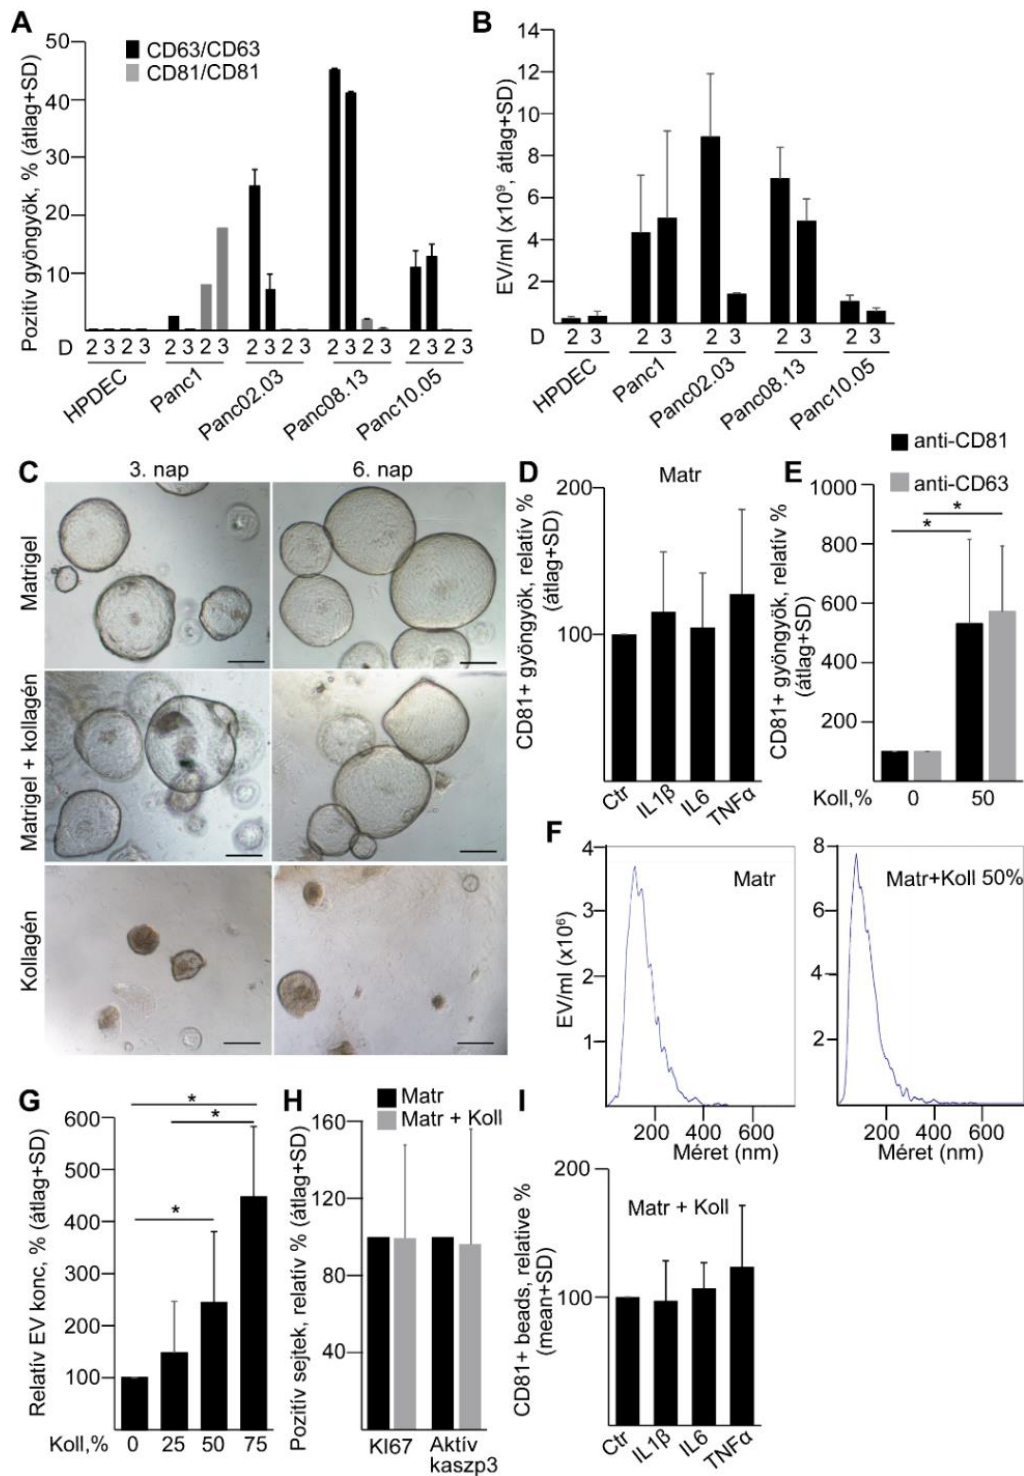 A
Pozitív gyöngyök, % (átlag+SD)
50
40
30
20
10
CD63/CD63
CD81/CD81
D 2 3 2 3 2 3 2 3 2 3 2 3 2 3 2 3 2 3 2 3
HPDEC
Panc1
Panc02.03
Panc08.13
Panc10.05
B
EV/ml (x10⁹, átlag+SD)
14
12
10
8
6
4
2
D 2 3 2 3 2 3 2 3 2 3
HPDEC
Panc1
Panc02.03
Panc08.13
Panc10.05
C
3. nap
6. nap
Matrigel
Matrigel + kollagén
Kollagén
D
Matr
CD81+ gyöngyök, relatív %
(átlag+SD)
200
100
Ctr
IL1β
IL6
TNFα
E
anti-CD81
anti-CD63
CD81+ gyöngyök, relatív %
(átlag+SD)
1000
800
600
400
200
*
*
Koll,% 0 50
F
EV/ml (x10⁶)
4
3
2
1
Matr
200 400 600
Méret (nm)
8
6
4
2
Matr+Koll 50%
200 400 600
Méret (nm)
G
Relatív EV konc, % (átlag+SD)
600
500
400
300
200
100
*
*
*
Koll,% 0 25 50 75
H
Matr
Matr + Koll
Pozitív sejtek, relatív % (átlag+SD)
160
120
80
40
KI67
Aktív
kaszp3
I
Matr + Koll
CD81+ beads, relative %
(mean+SD)
200
100
Ctr
IL1β
IL6
TNFα